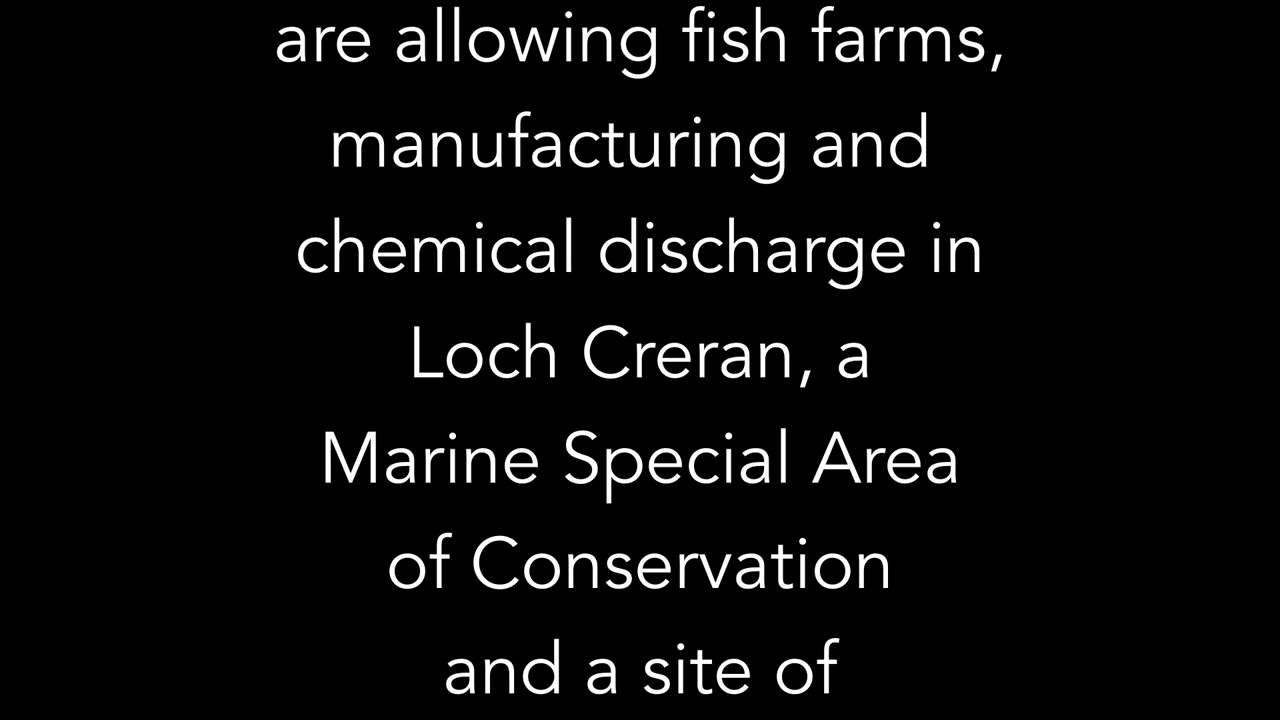 are allowing fish farms,
manufacturing and
chemical discharge in
Loch Creran, a
Marine Special Area
of Conservation
and a site of